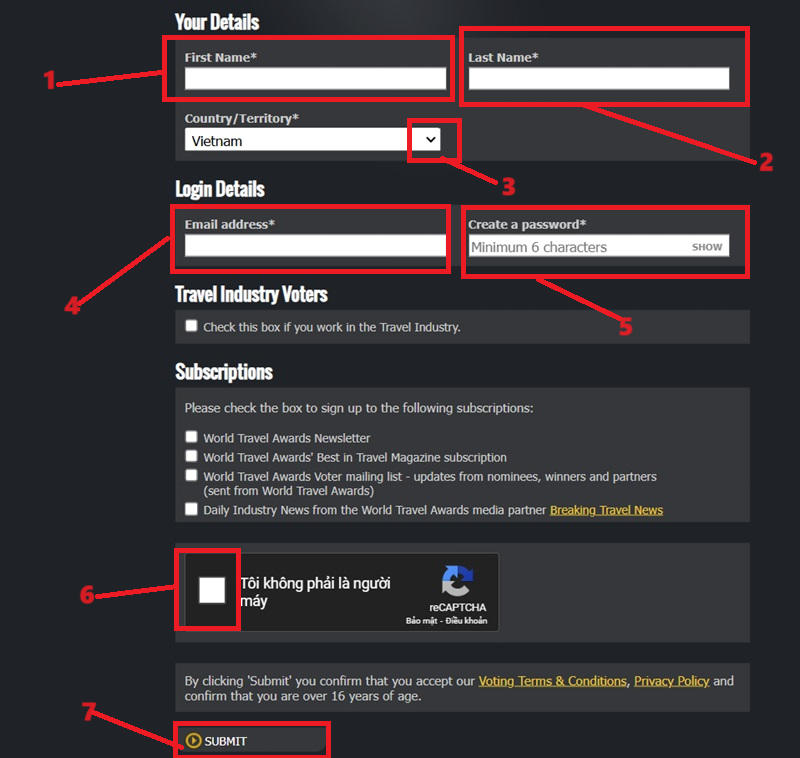 Your Details
First Name*
Last Name*
1
Country/Territory*
Vietnam
2
3
Login Details
Email address*
Create a password*
Minimum 6 characters
SHOW
4
5
Travel Industry Voters
Check this box if you work in the Travel Industry.
Subscriptions
Please check the box to sign up to the following subscriptions:
World Travel Awards Newsletter
World Travel Awards' Best in Travel Magazine subscription
World Travel Awards Voter mailing list - updates from nominees, winners and partners
(sent from World Travel Awards)
Daily Industry News from the World Travel Awards media partner Breaking Travel News
6
Tôi không phải là người
máy
reCAPTCHA
Bảo mật - Điều khoản
By clicking 'Submit' you confirm that you accept our Voting Terms & Conditions, Privacy Policy and
confirm that you are over 16 years of age.
7
SUBMIT